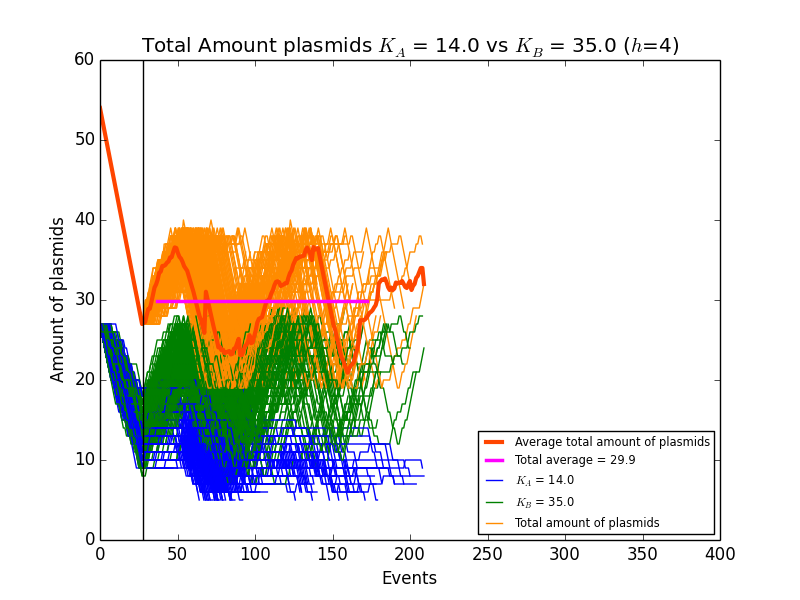 Total Amount plasmids K_A = 14.0 vs K_B = 35.0 (h=4)
60
50
40
30
20
10
0
Amount of plasmids
Average total amount of plasmids
Total average = 29.9
K_A = 14.0
K_B = 35.0
Total amount of plasmids
0 50 100 150 200 250 300 350 400
Events